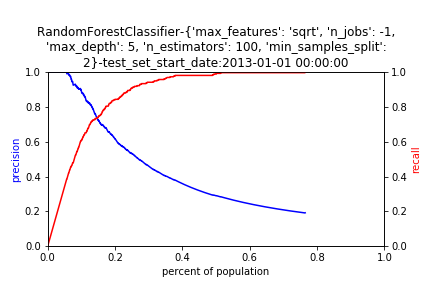 RandomForestClassifier-{'max_features': 'sqrt', 'n_jobs': -1,
'max_depth': 5, 'n_estimators': 100, 'min_samples_split':
2}-test_set_start_date:2013-01-01 00:00:00
1.0 1.0
0.8 0.8
0.6 0.6
precision recall
0.4 0.4
0.2 0.2
0.0 0.0
0.0 0.2 0.4 0.6 0.8 1.0
percent of population